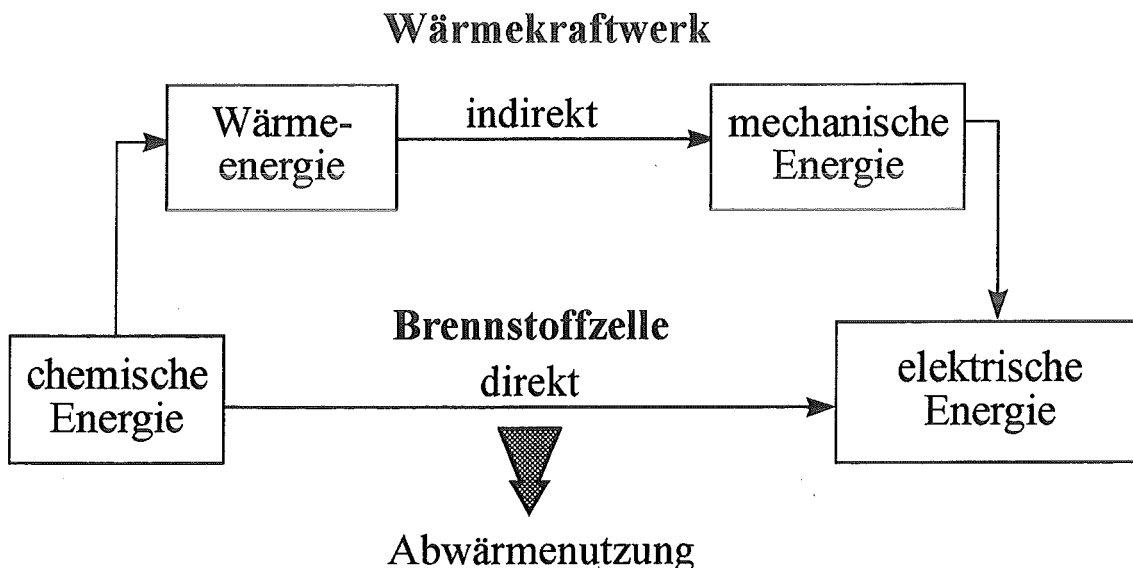 Wärmekraftwerk
Wärme-
energie
indirekt
mechanische
Energie
Brennstoffzelle
chemische
Energie
direkt
elektrische
Energie
Abwärmenutzung